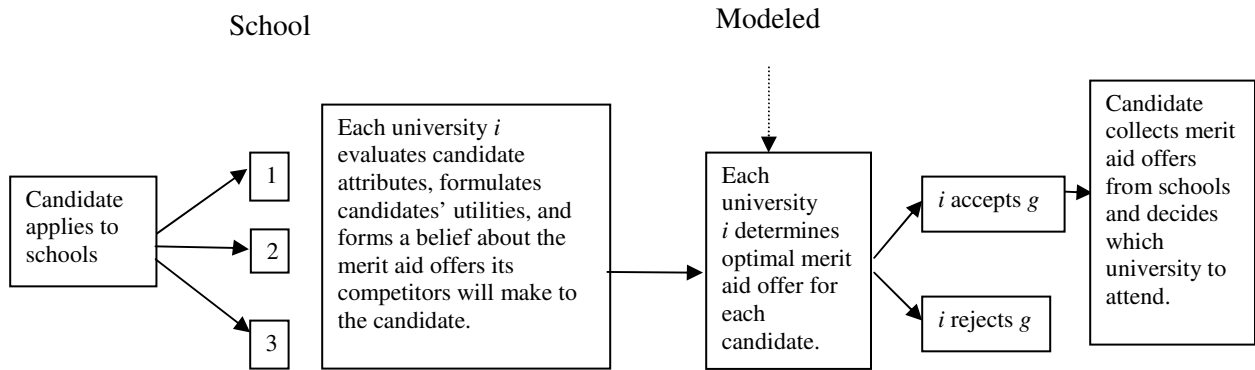 School
Modeled
Candidate
applies to
schools
1
2
3
Each university i
evaluates candidate
attributes, formulates
candidates’ utilities, and
forms a belief about the
merit aid offers its
competitors will make to
the candidate.
Each
university
i determines
optimal merit
aid offer for
each
candidate.
i accepts g
i rejects g
Candidate
collects merit
aid offers
from schools
and decides
which
university to
attend.